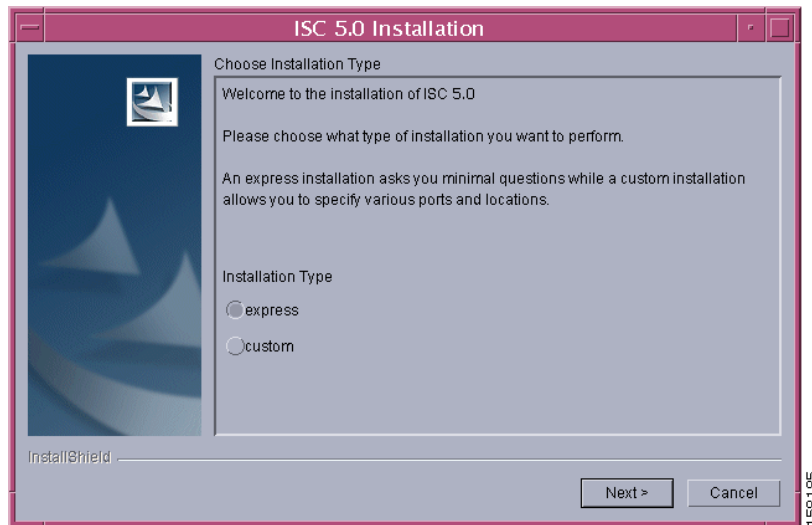 ISC 5.0 Installation
Choose Installation Type
Welcome to the installation of ISC 5.0
Please choose what type of installation you want to perform.
An express installation asks you minimal questions while a custom installation
allows you to specify various ports and locations.
Installation Type
express
custom
InstallShield
Next >
Cancel